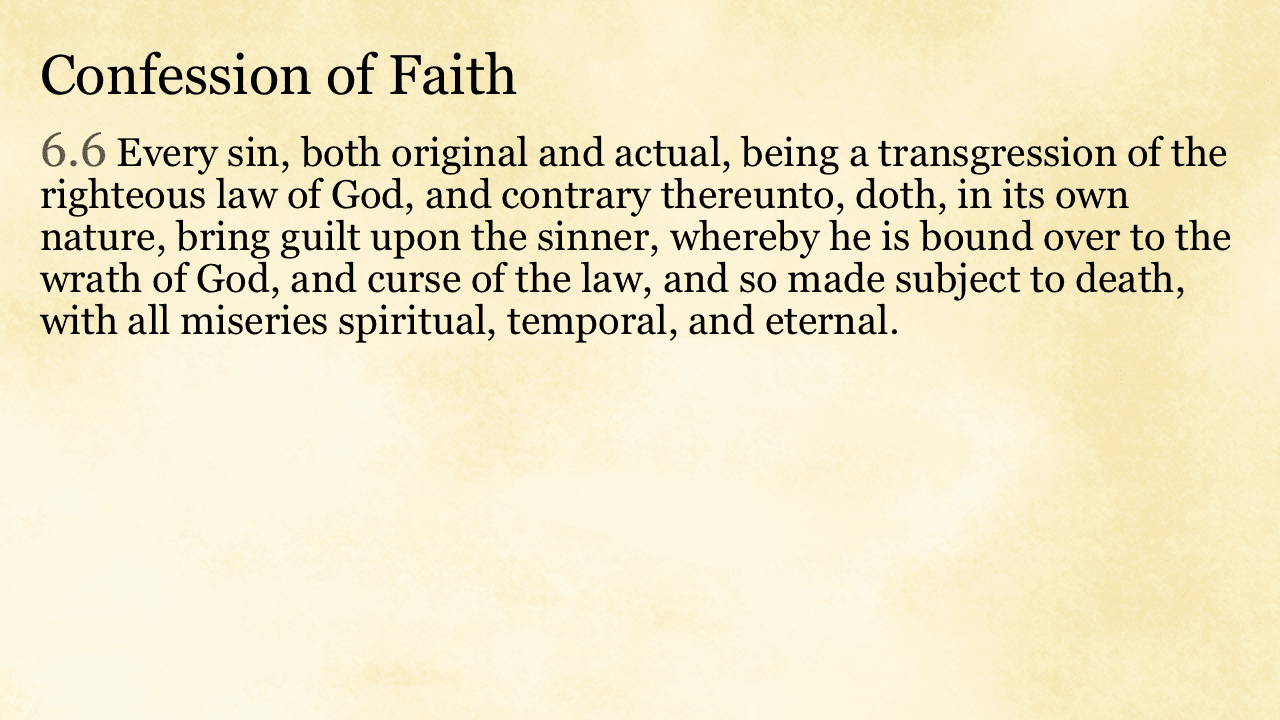 Confession of Faith
6.6 Every sin, both original and actual, being a transgression of the
righteous law of God, and contrary thereunto, doth, in its own
nature, bring guilt upon the sinner, whereby he is bound over to the
wrath of God, and curse of the law, and so made subject to death,
with all miseries spiritual, temporal, and eternal.